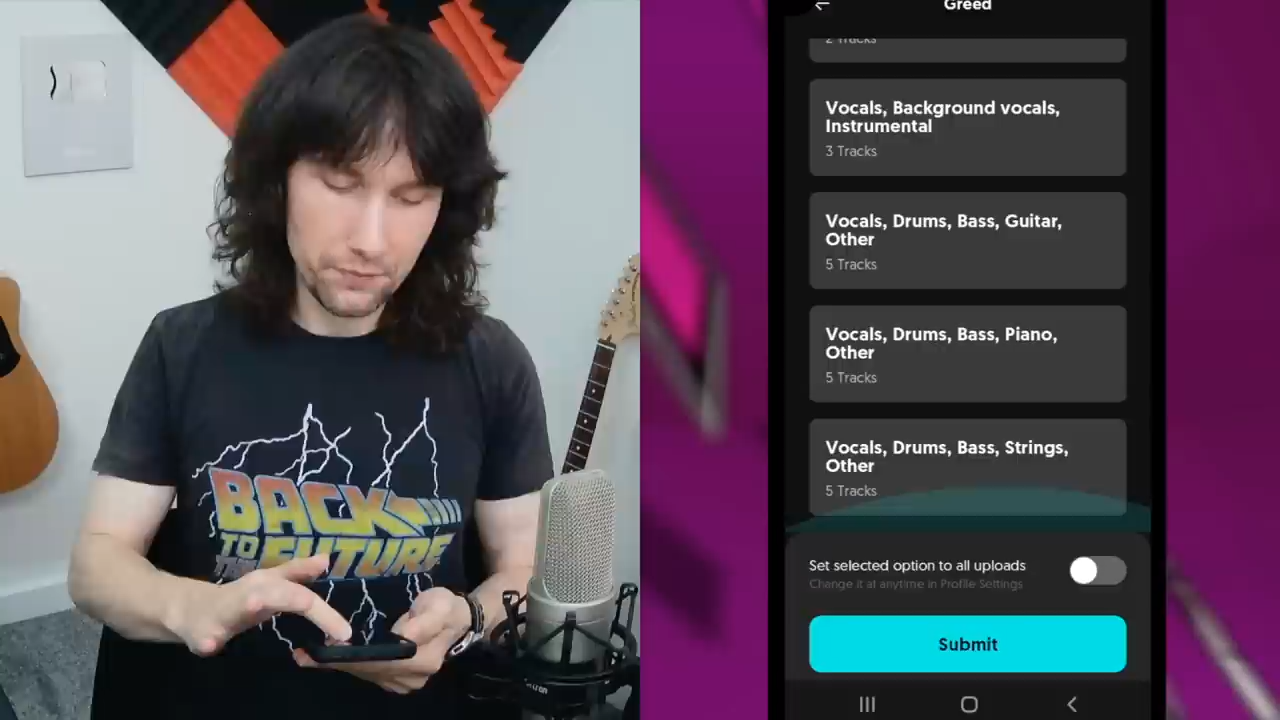 BACK
TO
THE
FUTURE
Greed
2 Tracks
Vocals, Background vocals,
Instrumental
3 Tracks
Vocals, Drums, Bass, Guitar,
Other
5 Tracks
Vocals, Drums, Bass, Piano,
Other
5 Tracks
Vocals, Drums, Bass, Strings,
Other
5 Tracks
Set selected option to all uploads
Change it at anytime in Profile Settings
Submit